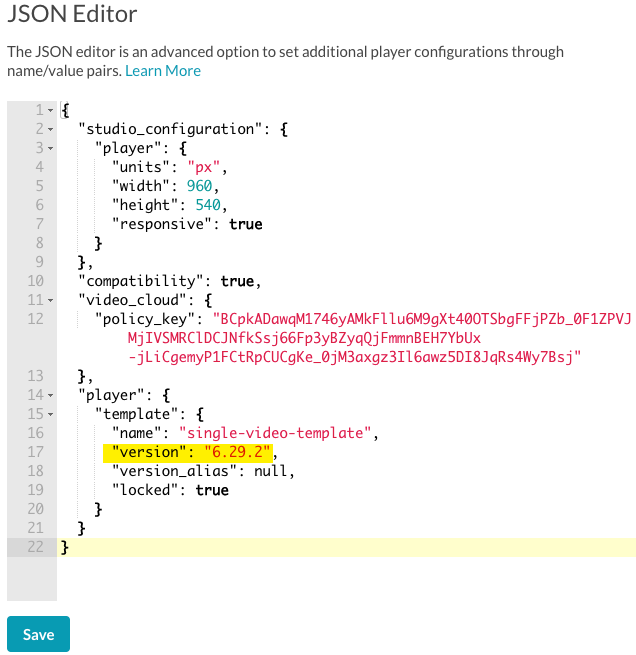 JSON Editor
The JSON editor is an advanced option to set additional player configurations through
name/value pairs. Learn More
1 {
2 "studio_configuration": {
3 "player": {
4 "units": "px",
5 "width": 960,
6 "height": 540,
7 "responsive": true
8 }
9 },
10 "compatibility": true,
11 "video_cloud": {
12 "policy_key": "BCpkADawqM1746yAMkFllu6M9gXt40OTSbgFFjPZb_0F1ZPVJ
MjIVSMRClDCJNfkSsj66Fp3yBZyqQjFmmnBEH7YbUx
-jLiCgemyP1FCtRpCUCgKe_0jM3axgz3Il6awz5DI8JqRs4Wy7Bsj"
13 },
14 "player": {
15 "template": {
16 "name": "single-video-template",
17 "version": "6.29.2",
18 "version_alias": null,
19 "locked": true
20 }
21 }
22 }
Save